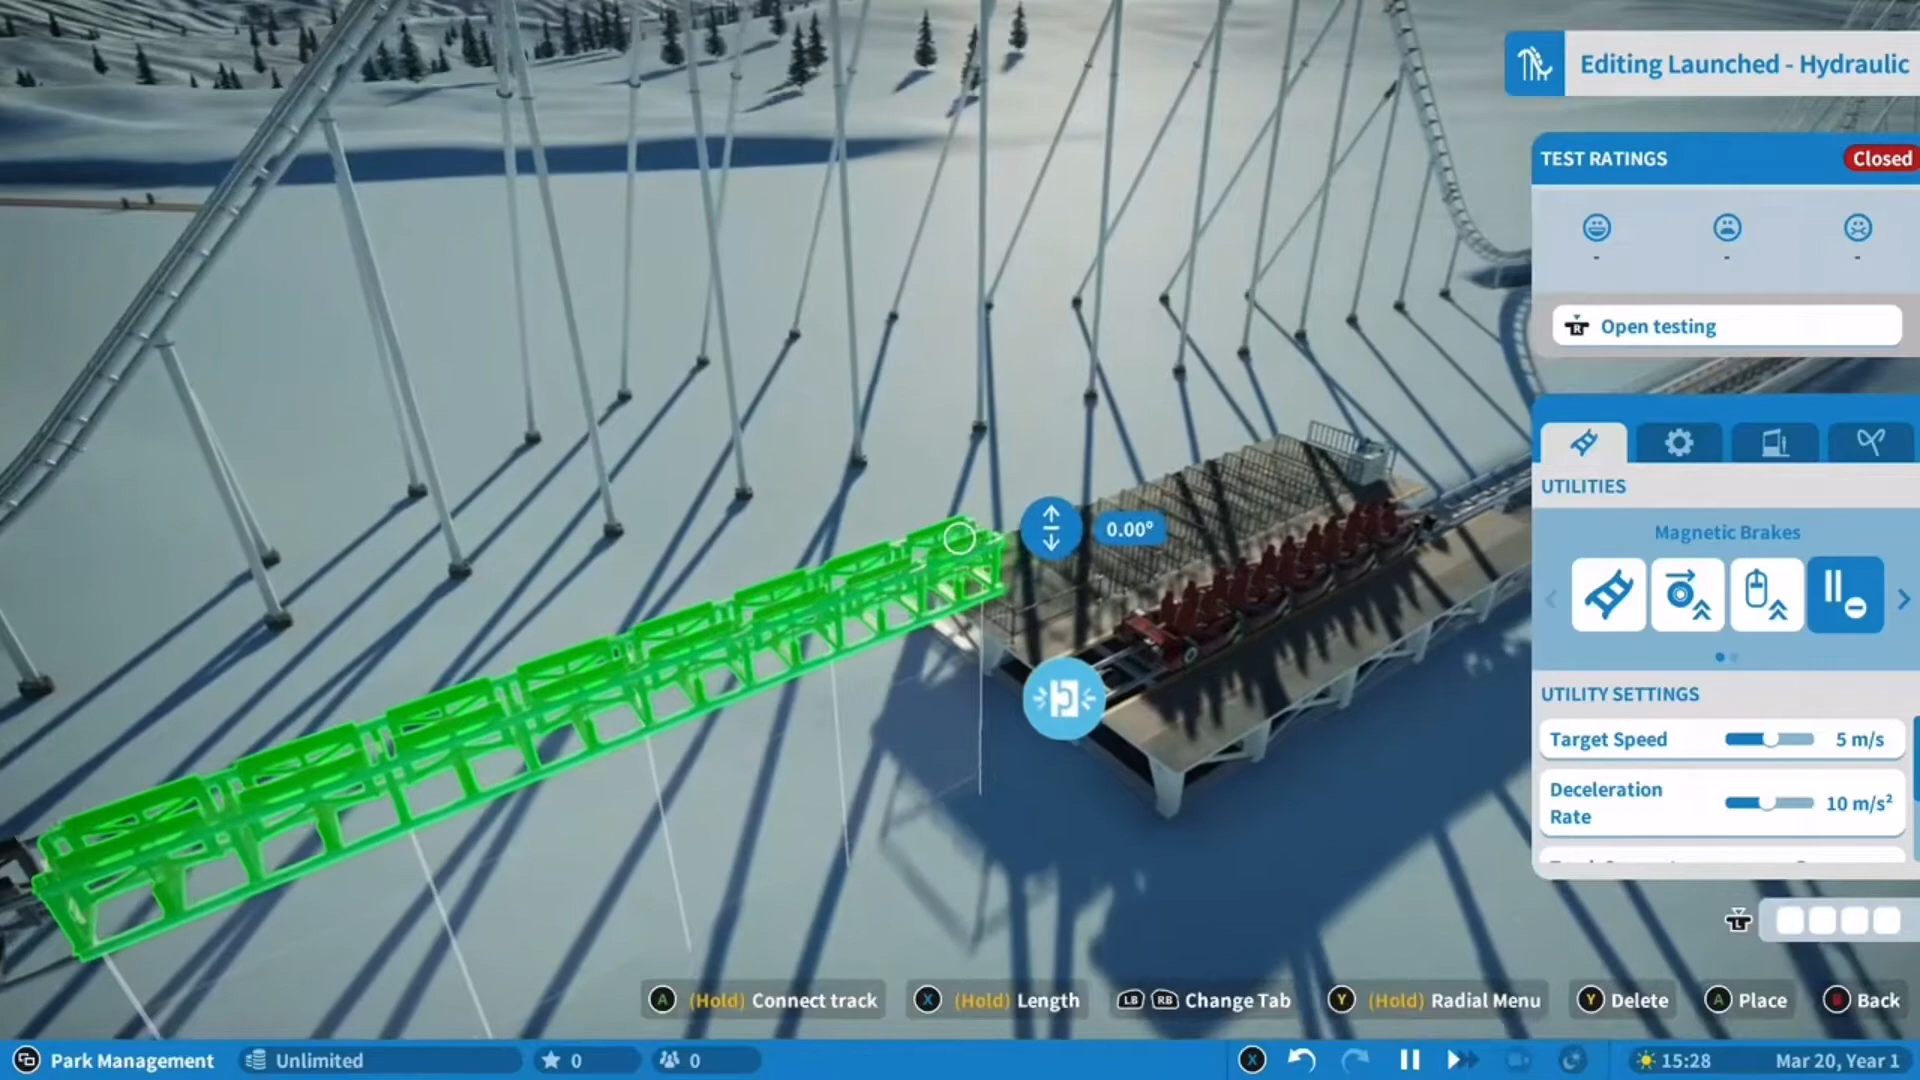 Editing Launched - Hydraulic
TEST RATINGS
Closed
-
-
-
R
Open testing
0.00°
UTILITIES
Magnetic Brakes
UTILITY SETTINGS
Target Speed
5 m/s
Deceleration
Rate
10 m/s²
L
A (Hold) Connect track
X (Hold) Length
LB RB Change Tab
Y (Hold) Radial Menu
Y Delete
A Place
Back
Park Management
Unlimited
0
0
X
15:28
Mar 20, Year 1